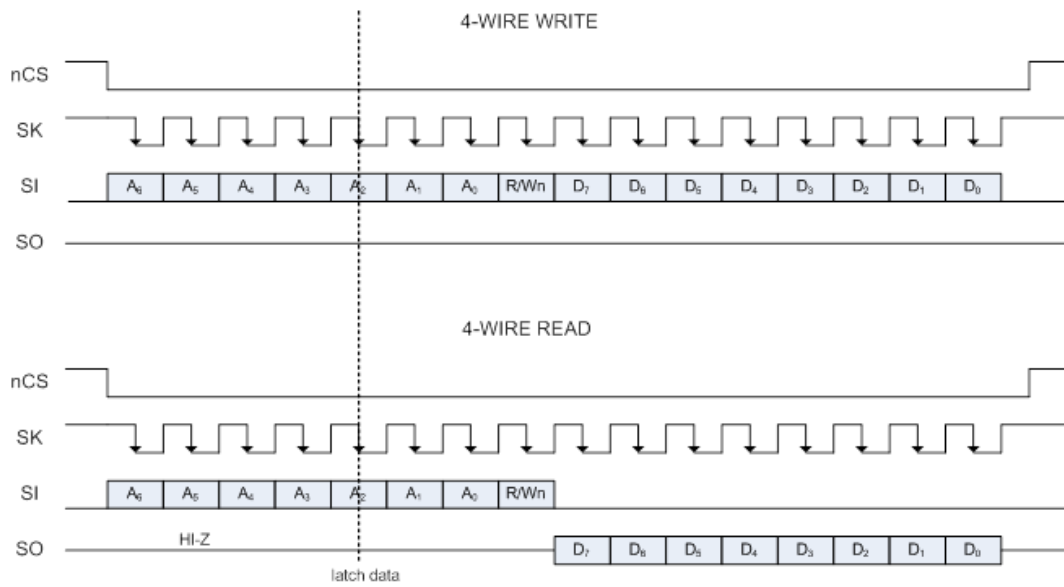 4-WIRE WRITE
nCS
SK
SI A₆ A₅ A₄ A₃ A₂ A₁ A₀ R/Wn D₇ D₆ D₅ D₄ D₃ D₂ D₁ D₀
SO
4-WIRE READ
nCS
SK
SI A₆ A₅ A₄ A₃ A₂ A₁ A₀ R/Wn
SO HI-Z D₇ D₆ D₅ D₄ D₃ D₂ D₁ D₀
latch data